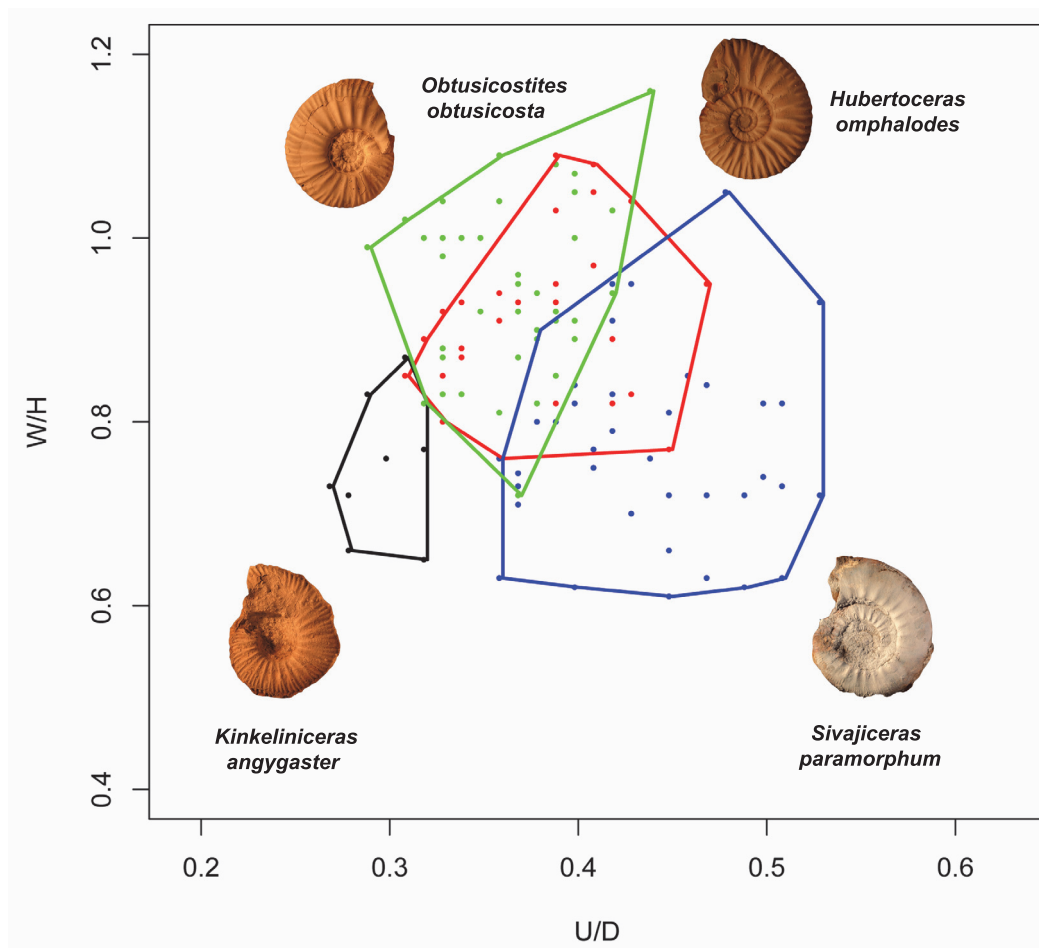 1.2
1.0
0.8
0.6
0.4
W/H
Obtusicostites
obtusicosta
Hubertoceras
omphalodes
Kinkeliniceras
angygaster
Sivajiceras
paramorphum
0.2
0.3
0.4
0.5
0.6
U/D